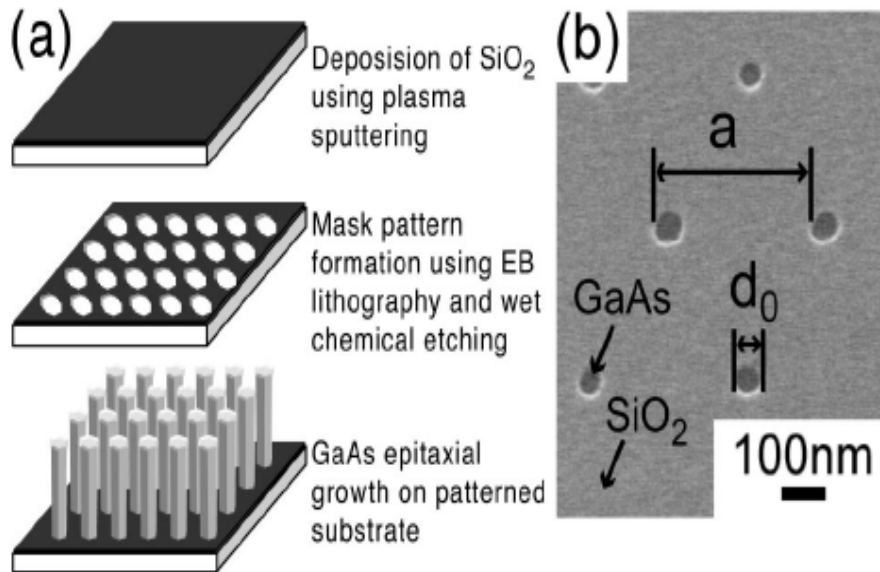 (a)
Deposision of SiO₂
using plasma
sputtering
Mask pattern
formation using EB
lithography and wet
chemical etching
GaAs epitaxial
growth on patterned
substrate
(b)
a
GaAs
d₀
SiO₂
100nm